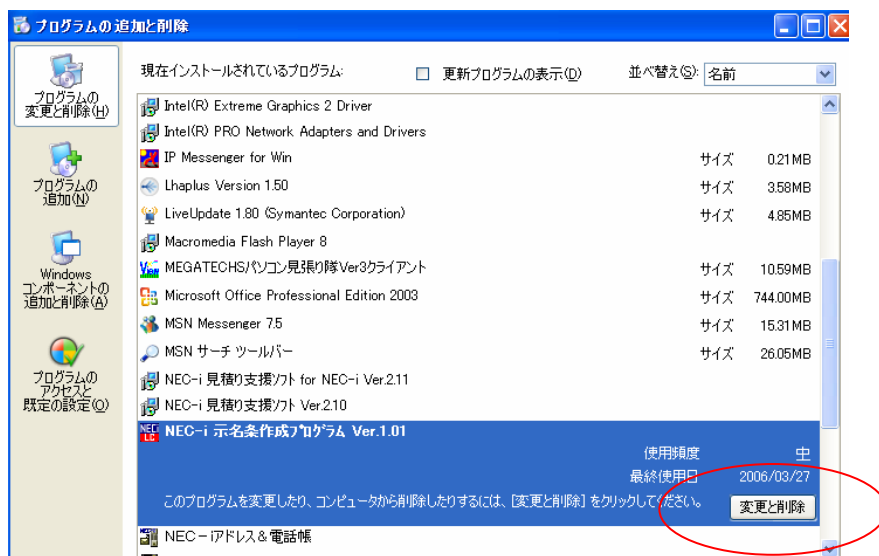 プログラムの追加と削除
プログラムの
変更と削除(H)
プログラムの
追加(N)
Windows
コンポーネントの
追加と削除(A)
プログラムの
アクセスと
既定の設定(O)
現在インストールされているプログラム:
更新プログラムの表示(D)
並べ替え(S): 名前
Intel(R) Extreme Graphics 2 Driver
Intel(R) PRO Network Adapters and Drivers
IP Messenger for Win サイズ 0.21MB
Lhaplus Version 1.50 サイズ 3.58MB
LiveUpdate 1.80 (Symantec Corporation) サイズ 4.85MB
Macromedia Flash Player 8
MEGATECHSパソコン見張り隊Ver3クライアント サイズ 10.59MB
Microsoft Office Professional Edition 2003 サイズ 744.00MB
MSN Messenger 7.5 サイズ 15.31MB
MSN サーチ ツールバー サイズ 26.05MB
NEC-i 見積り支援ソフト for NEC-i Ver.2.11
NEC-i 見積り支援ソフト Ver.2.10
NEC-i 示名条作成プログラム Ver.1.01
使用頻度 中
最終使用日 2006/03/27
このプログラムを変更したり、コンピュータから削除したりするには、[変更と削除] をクリックしてください。
変更と削除
NEC-iアドレス&電話帳